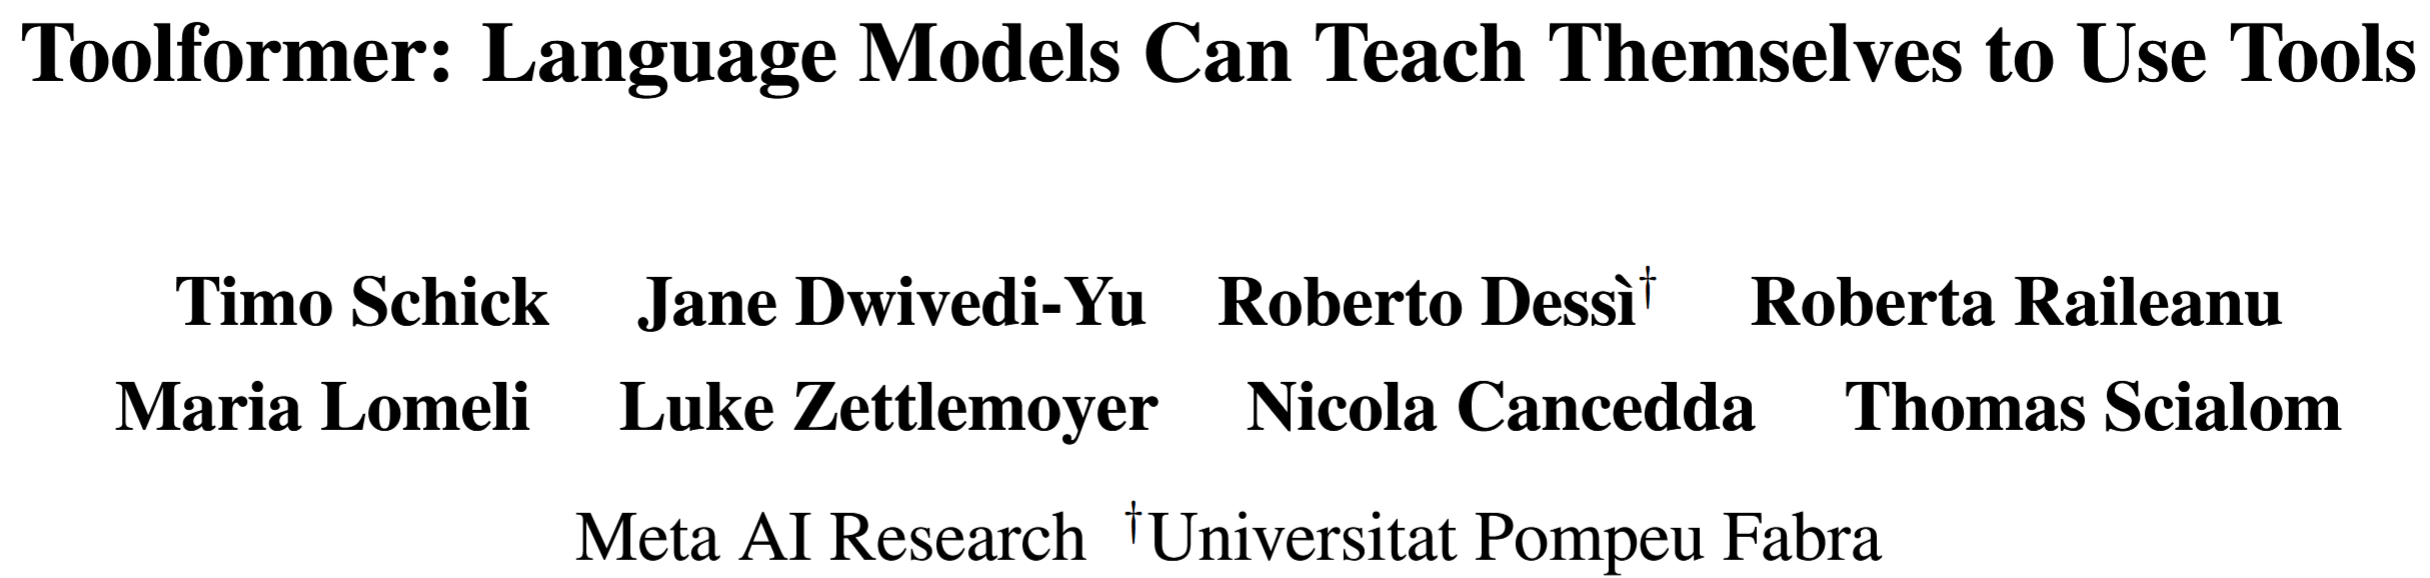 Toolformer: Language Models Can Teach Themselves to Use Tools
Timo Schick Jane Dwivedi-Yu Roberto Dessì† Roberta Raileanu
Maria Lomeli Luke Zettlemoyer Nicola Cancedda Thomas Scialom
Meta AI Research †Universitat Pompeu Fabra